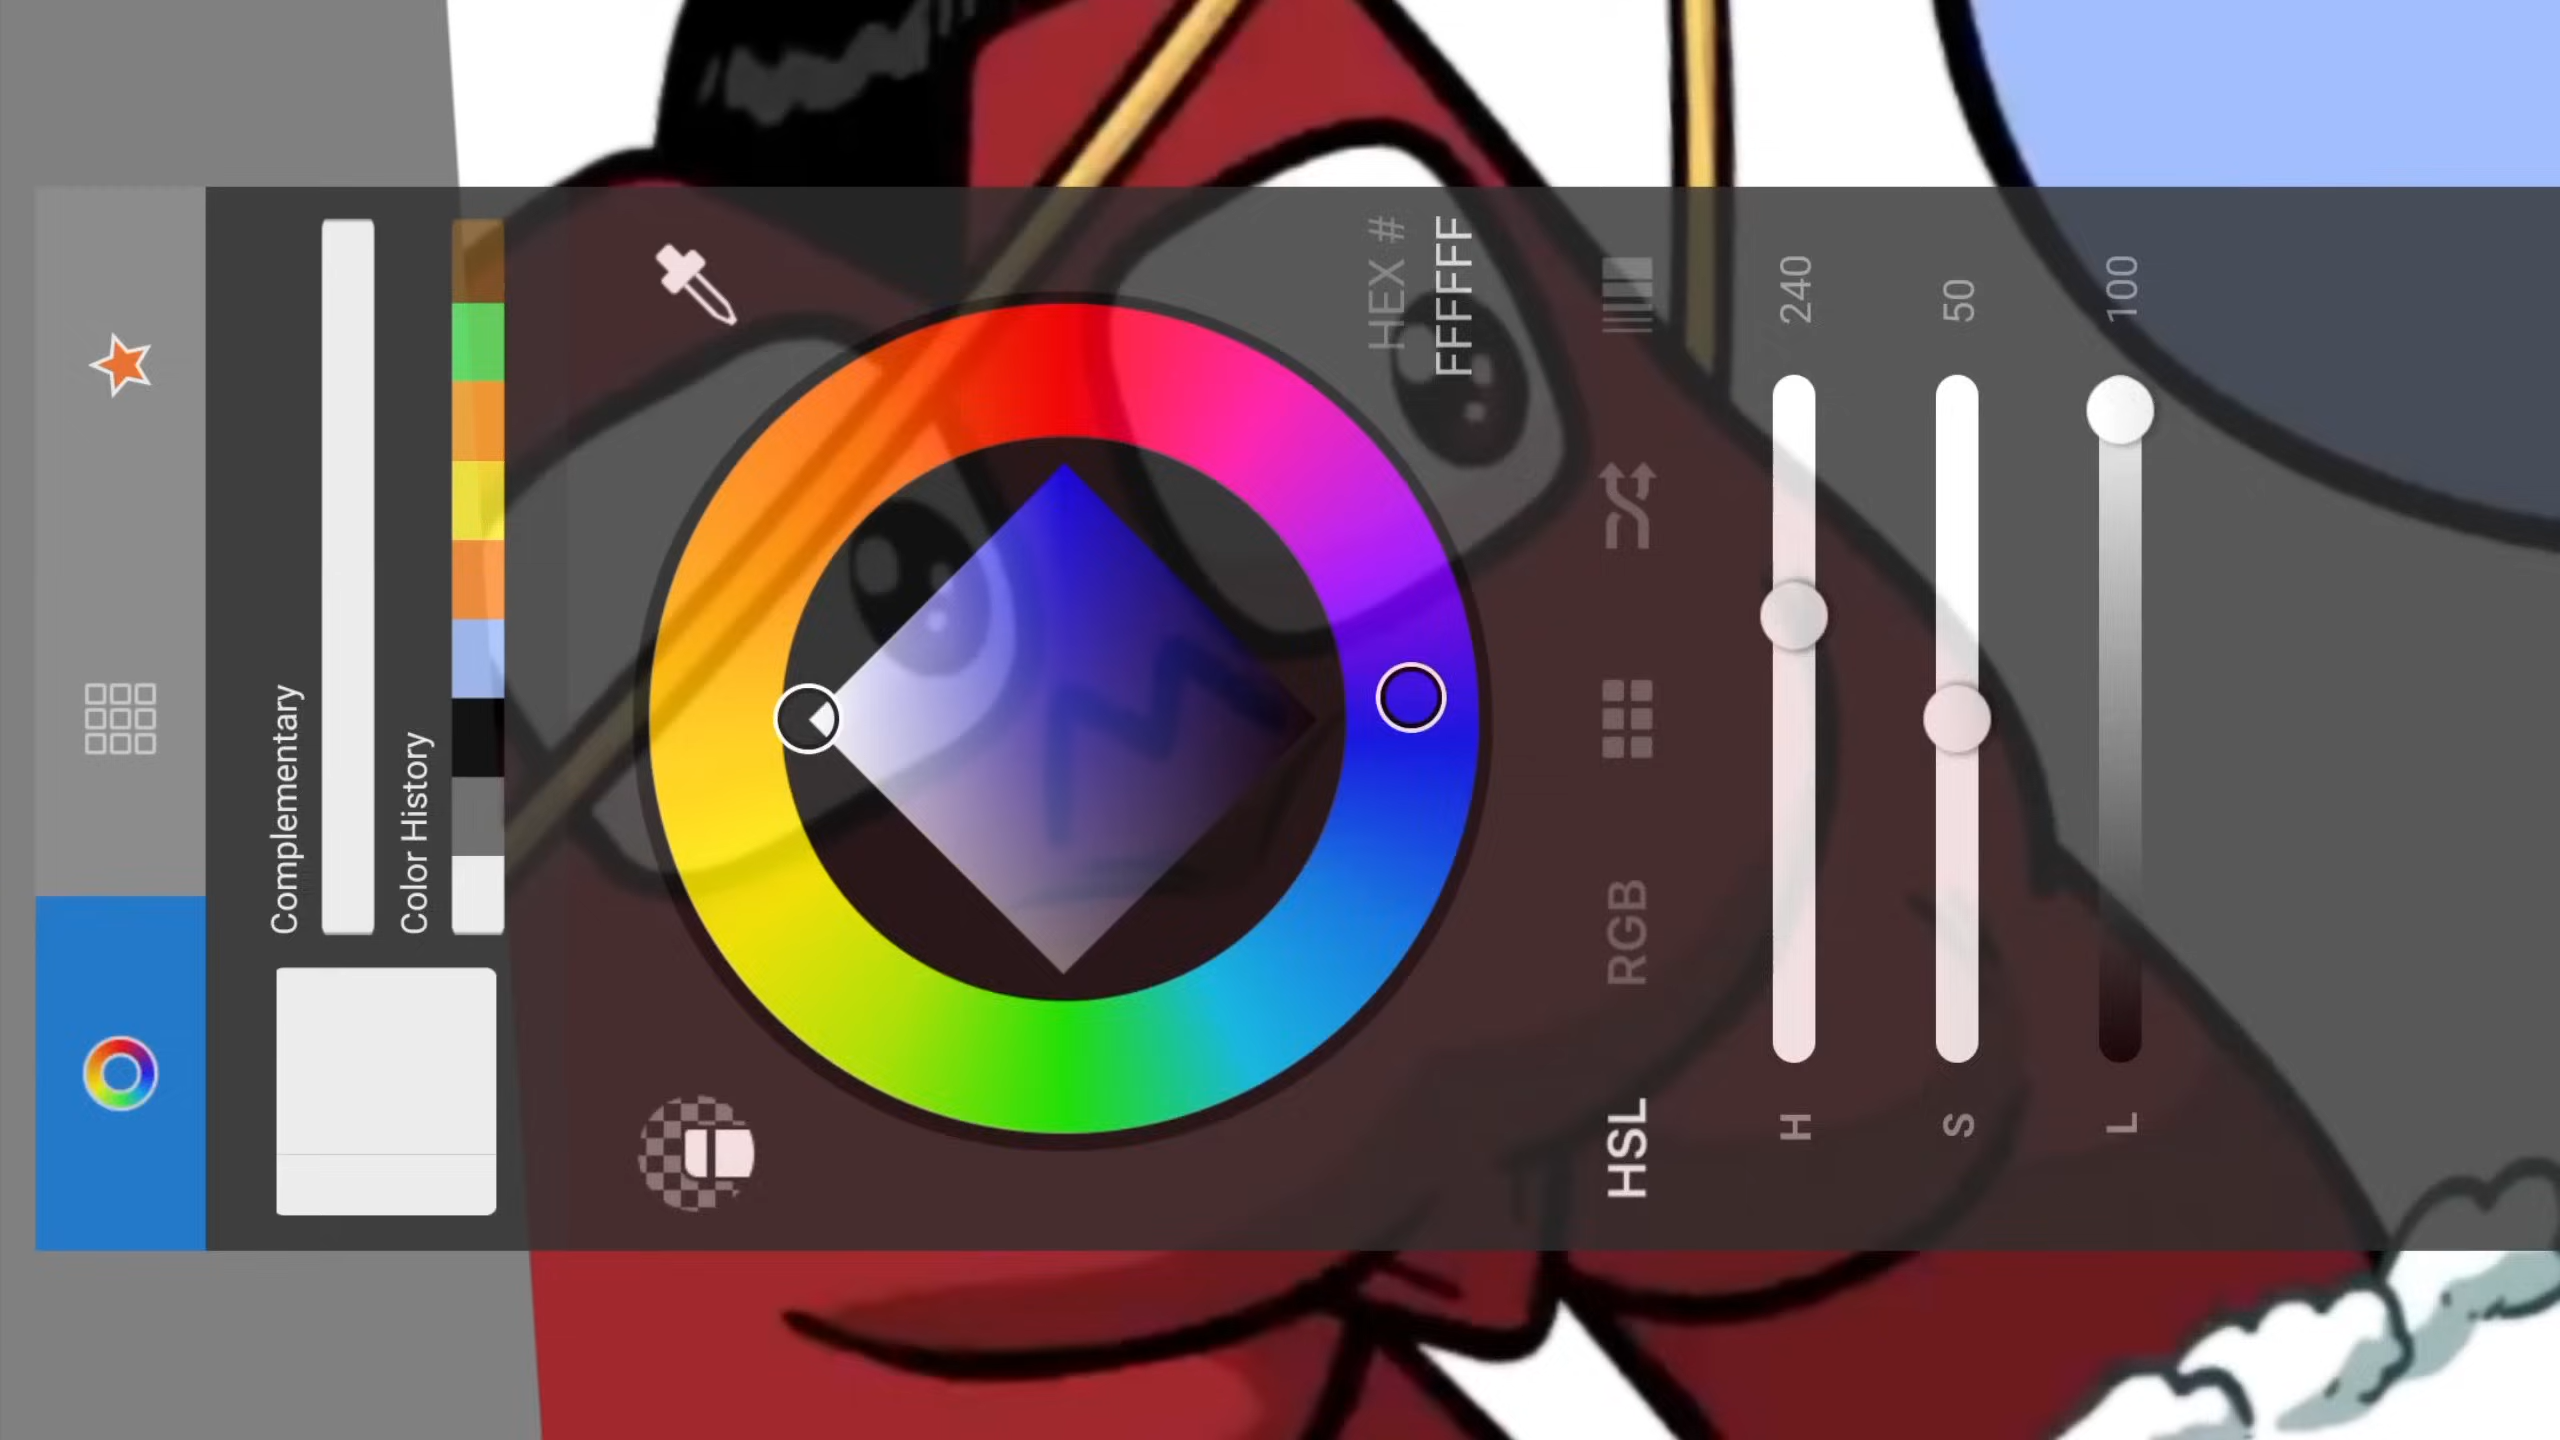 Complementary
Color History
HEX #
FFFFFF
HSL
RGB
H
240
S
50
L
100